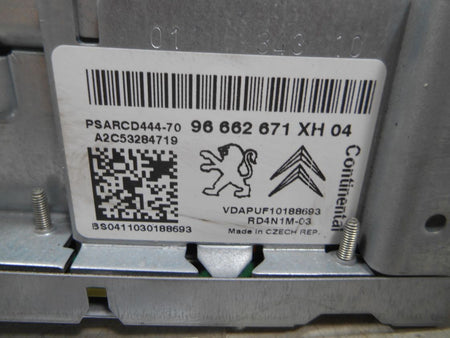 01 343 10
PSARCD444-70 96 662 671 XH 04
A2C53284719
Continental
VDAPUF10188693
RD4N1M-03
BS0411030188693
Made in CZECH REP.